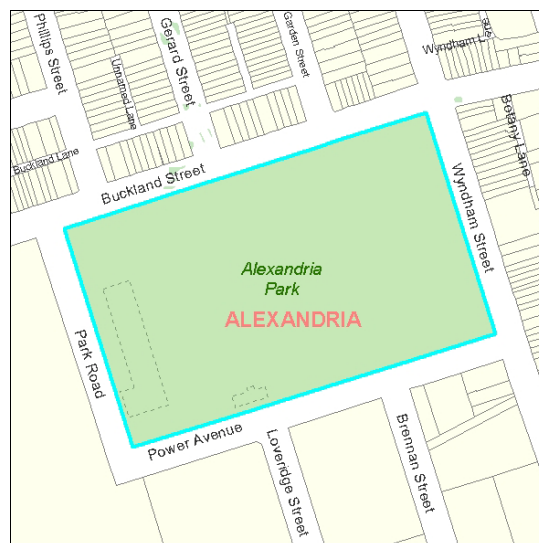 Phillips Street
Gerard Street
Garden Street
Wyndham L
Unnamed Lane
Buckland Lane
Botany Lane
Buckland Street
Wyndham Street
Alexandria
Park
ALEXANDRIA
Park Road
Power Avenue
Loveridge Street
Brennan Street